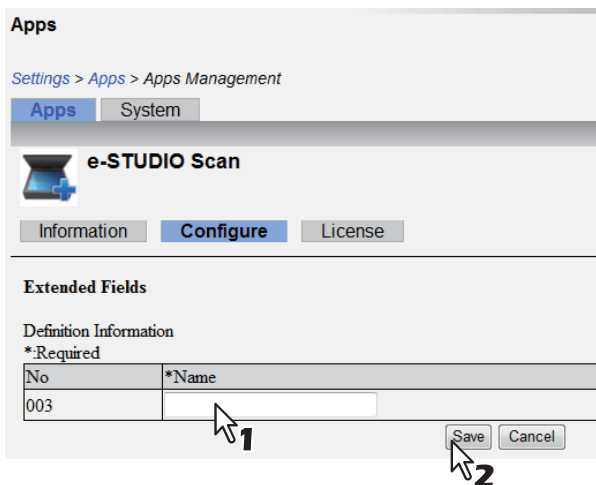 Apps
Settings > Apps > Apps Management
Apps System
e-STUDIO Scan
Information Configure License
Extended Fields
Definition Information
*:Required
No *Name
003
1
Save Cancel
2